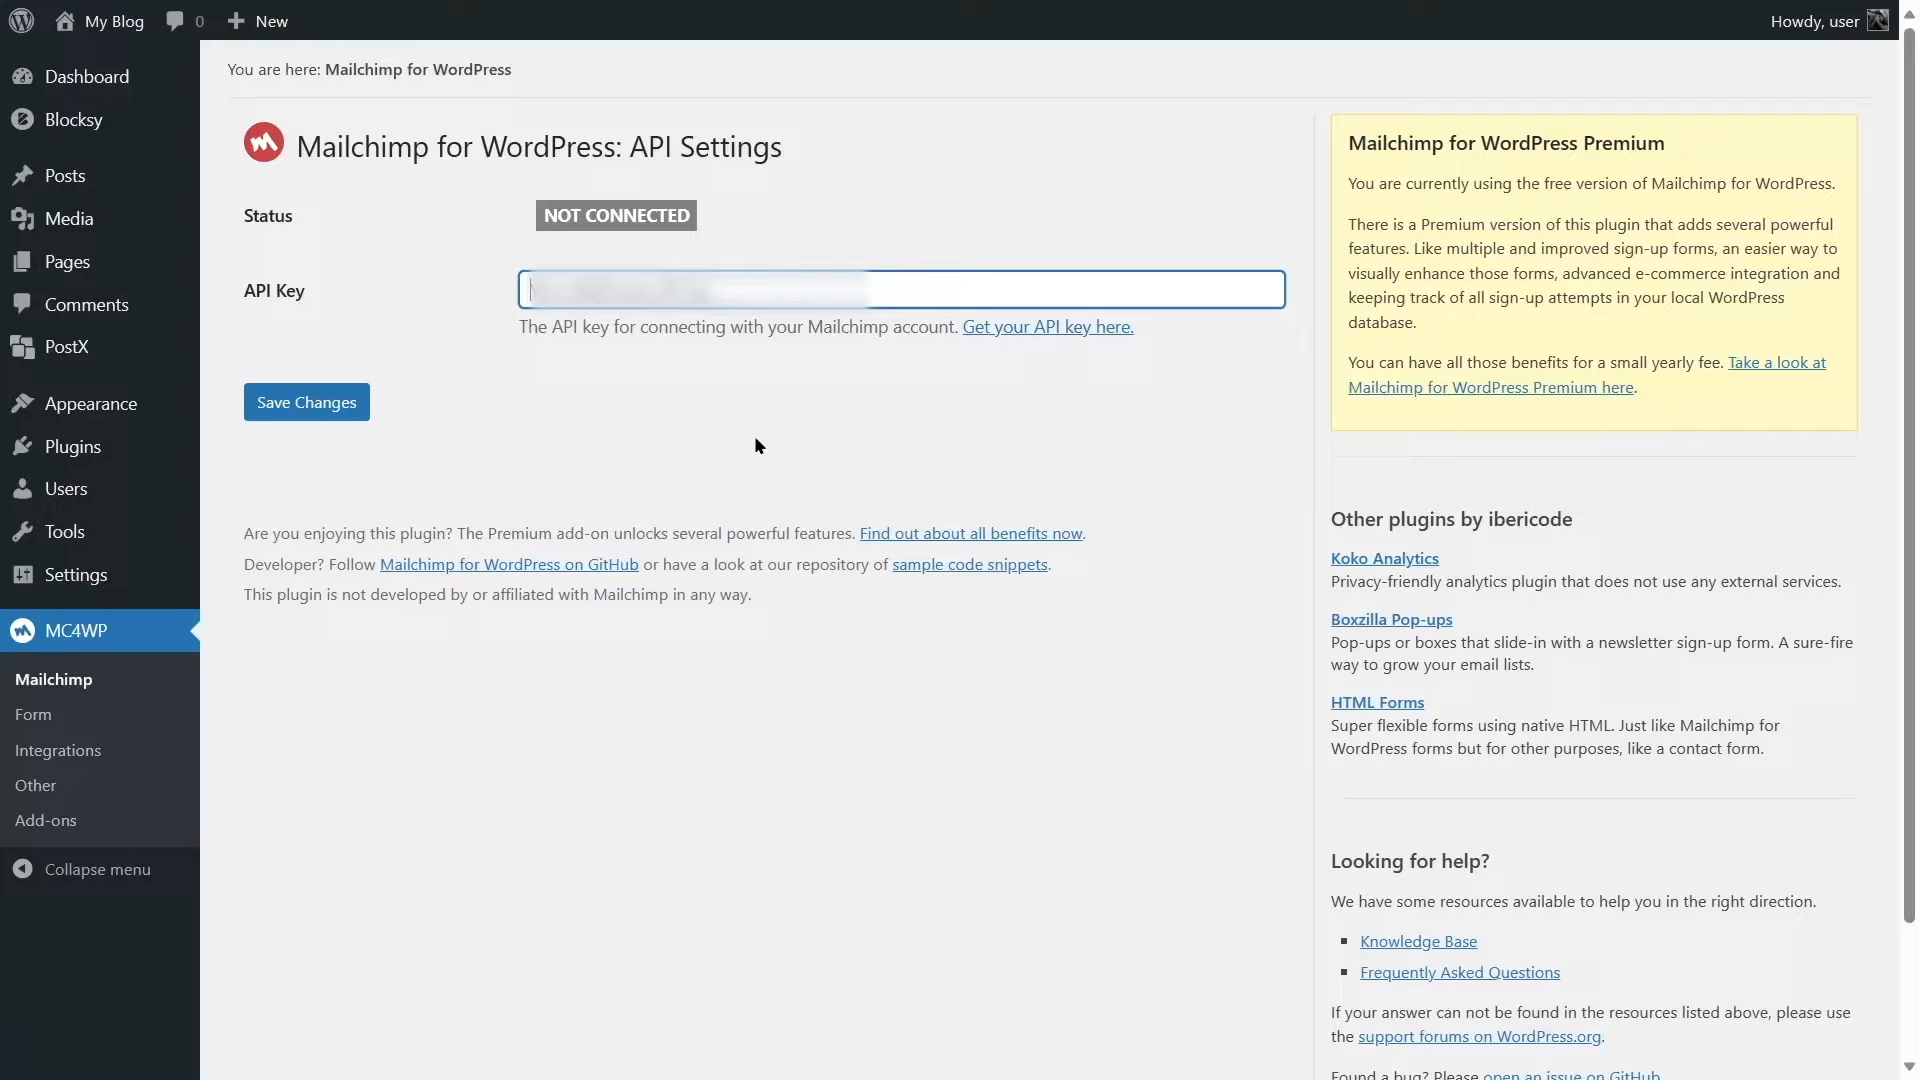 My Blog
0
New
Howdy, user
Dashboard
Blocksy
Posts
Media
Pages
Comments
PostX
Appearance
Plugins
Users
Tools
Settings
MC4WP
Mailchimp
Form
Integrations
Other
Add-ons
Collapse menu
You are here: Mailchimp for WordPress
Mailchimp for WordPress: API Settings
Status
NOT CONNECTED
API Key
The API key for connecting with your Mailchimp account. Get your API key here.
Save Changes
Are you enjoying this plugin? The Premium add-on unlocks several powerful features. Find out about all benefits now.
Developer? Follow Mailchimp for WordPress on GitHub or have a look at our repository of sample code snippets.
This plugin is not developed by or affiliated with Mailchimp in any way.
Mailchimp for WordPress Premium
You are currently using the free version of Mailchimp for WordPress.
There is a Premium version of this plugin that adds several powerful
features. Like multiple and improved sign-up forms, an easier way to
visually enhance those forms, advanced e-commerce integration and
keeping track of all sign-up attempts in your local WordPress
database.
You can have all those benefits for a small yearly fee. Take a look at
Mailchimp for WordPress Premium here.
Other plugins by ibericode
Koko Analytics
Privacy-friendly analytics plugin that does not use any external services.
Boxzilla Pop-ups
Pop-ups or boxes that slide-in with a newsletter sign-up form. A sure-fire
way to grow your email lists.
HTML Forms
Super flexible forms using native HTML. Just like Mailchimp for
WordPress forms but for other purposes, like a contact form.
Looking for help?
We have some resources available to help you in the right direction.
Knowledge Base
Frequently Asked Questions
If your answer can not be found in the resources listed above, please use
the support forums on WordPress.org.
Found a bug? Please open an issue on GitHub